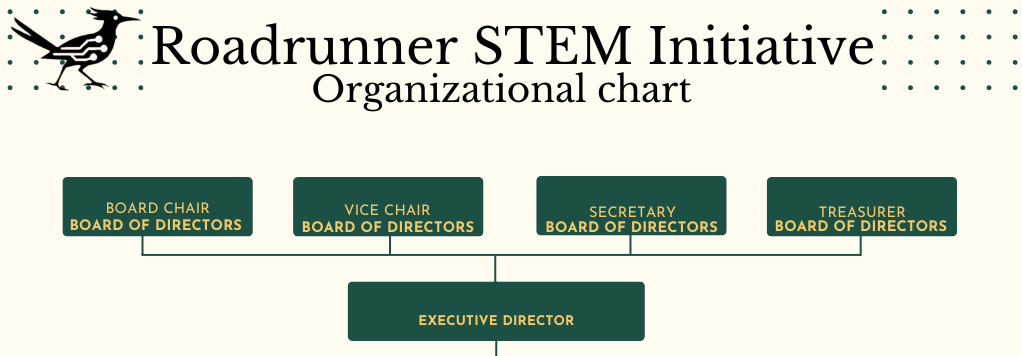 Roadrunner STEM Initiative
Organizational chart
BOARD CHAIR
BOARD OF DIRECTORS
VICE CHAIR
BOARD OF DIRECTORS
SECRETARY
BOARD OF DIRECTORS
TREASURER
BOARD OF DIRECTORS
EXECUTIVE DIRECTOR